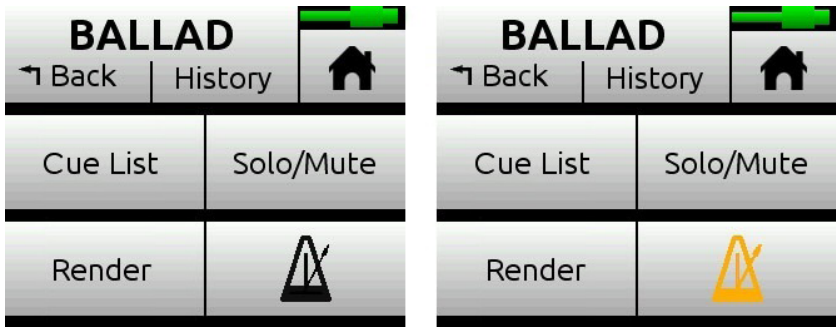 BALLAD
Back
History
Cue List
Solo/Mute
Render
BALLAD
Back
History
Cue List
Solo/Mute
Render